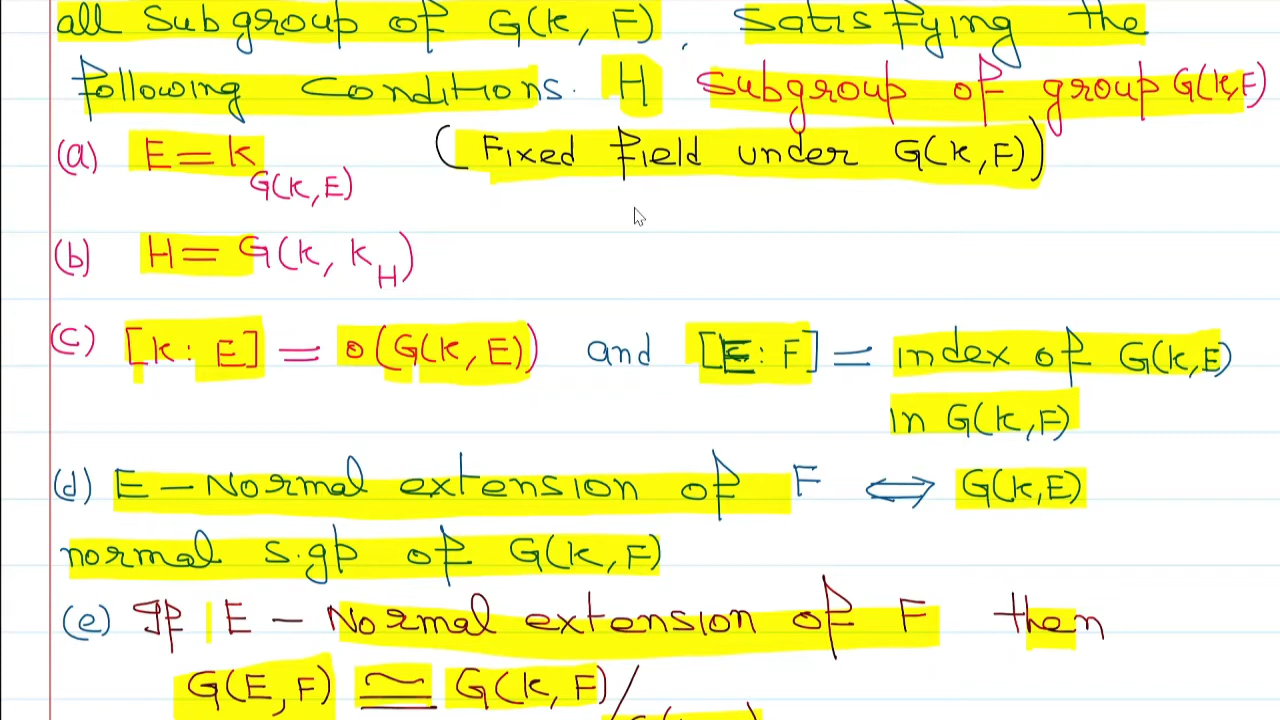 all Subgroup of G(K, F), Satisfying the
following Conditions. H subgroup of group G(K,F)
(a) E = K_G(K,E) (Fixed field under G(K,F))
(b) H = G(K, K_H)
(c) [K : E] = o(G(K,E)) and [E : F] = index of G(K,E)
in G(K,F)
(d) E - Normal extension of F ⇔ G(K,E)
normal s.gp of G(K,F)
(e) If E - Normal extension of F then
G(E,F) ≅ G(K,F)/